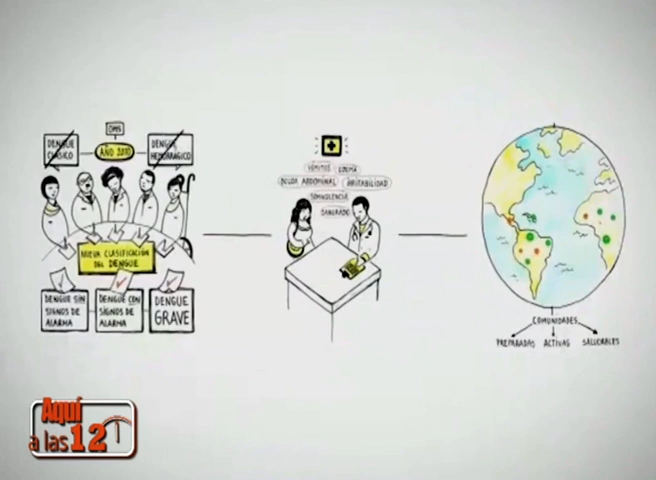 OMS
DENGUE CLÁSICO
AÑO 2010
DENGUE HEMORRÁGICO
NUEVA CLASIFICACIÓN
DEL DENGUE
DENGUE SIN
SIGNOS DE
ALARMA
DENGUE CON
SIGNOS DE
ALARMA
DENGUE
GRAVE
VÓMITOS EDEMA
DOLOR ABDOMINAL IRRITABILIDAD
SOMNOLENCIA
SANGRADO
COMUNIDADES
PREPARADAS ACTIVAS SALUDABLES
Aquí
a las 12